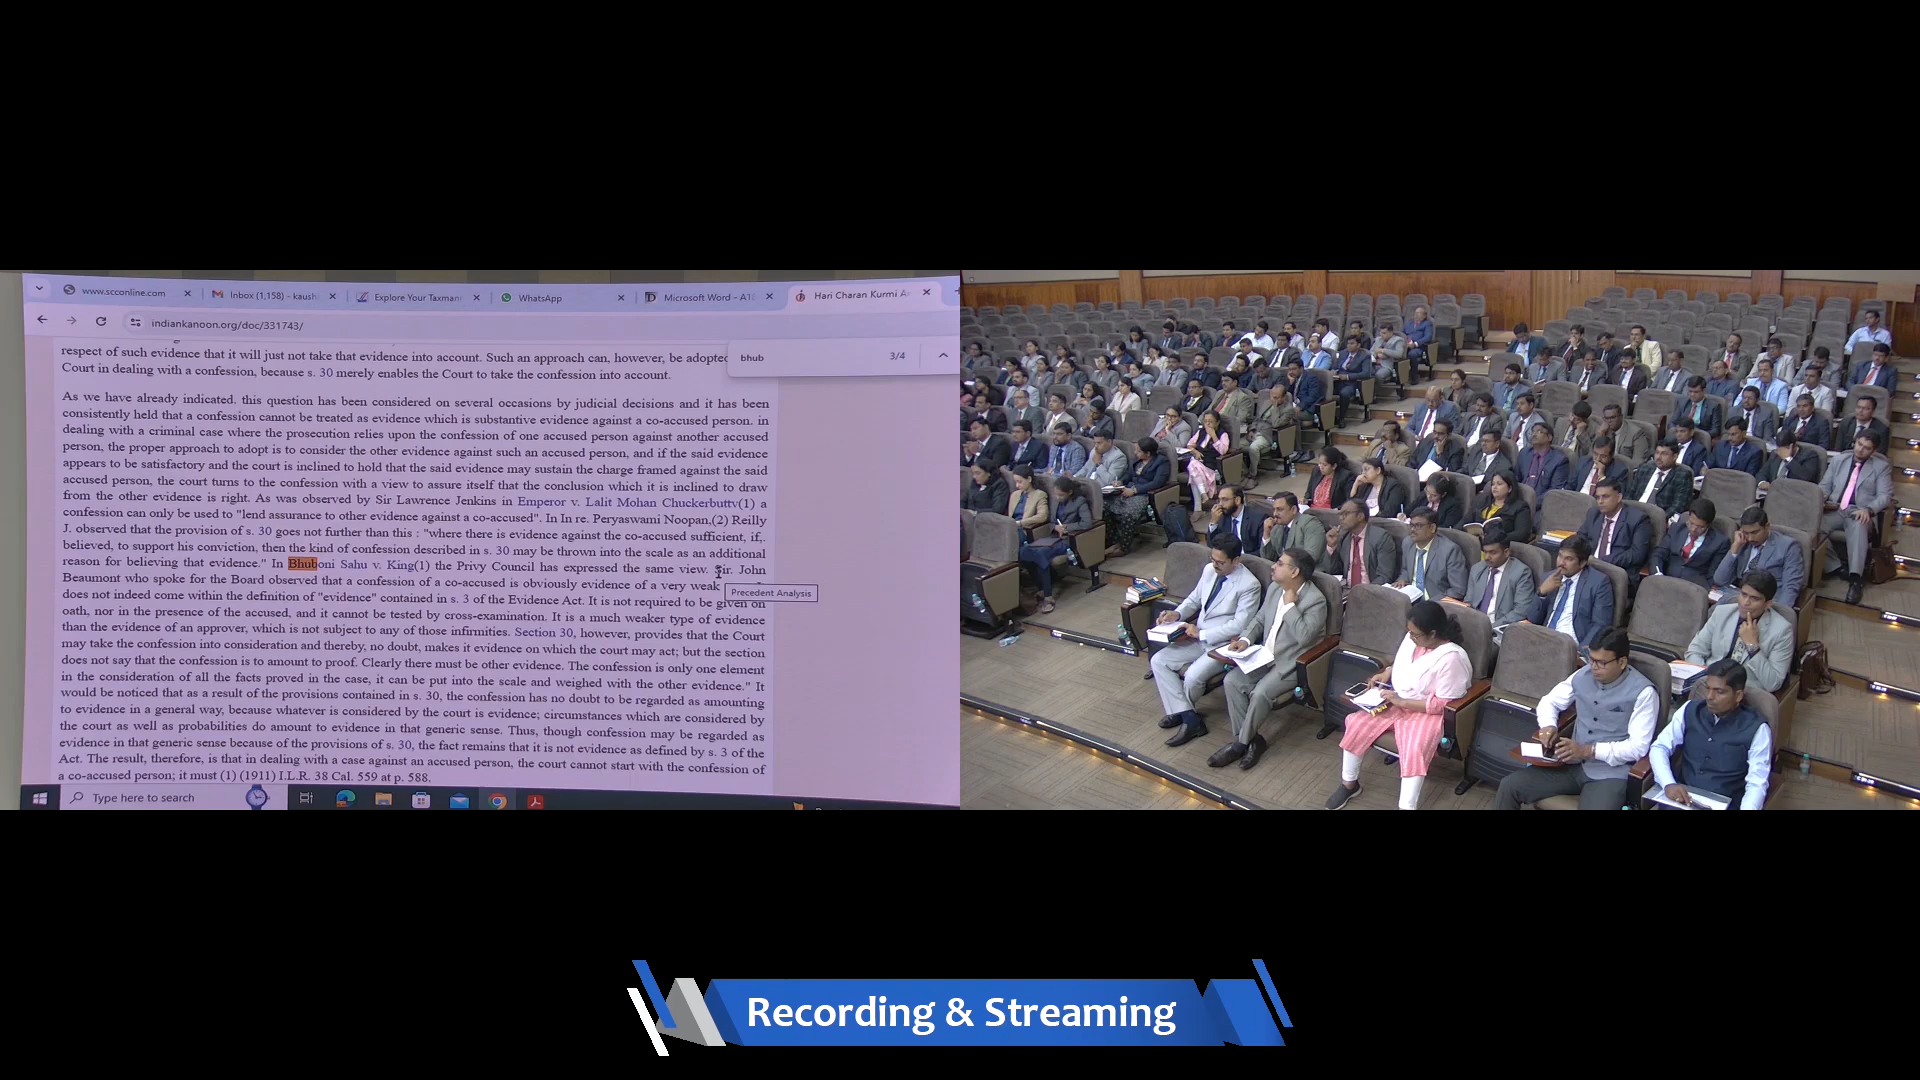 www.scconline.com
Inbox (1,158) - kaush
Explore Your Taxman
WhatsApp
Microsoft Word - A1
Hari Charan Kurmi A
indiankanoon.org/doc/331743/
bhub
3/4
respect of such evidence that it will just not take that evidence into account. Such an approach can, however, be adopted
Court in dealing with a confession, because s. 30 merely enables the Court to take the confession into account.
As we have already indicated. this question has been considered on several occasions by judicial decisions and it has been
consistently held that a confession cannot be treated as evidence which is substantive evidence against a co-accused person. in
dealing with a criminal case where the prosecution relies upon the confession of one accused person against another accused
person, the proper approach to adopt is to consider the other evidence against such an accused person, and if the said evidence
appears to be satisfactory and the court is inclined to hold that the said evidence may sustain the charge framed against the said
accused person, the court turns to the confession with a view to assure itself that the conclusion which it is inclined to draw
from the other evidence is right. As was observed by Sir Lawrence Jenkins in Emperor v. Lalit Mohan Chuckerbuttv(1) a
confession can only be used to "lend assurance to other evidence against a co-accused". In In re. Peryaswami Noopan,(2) Reilly
J. observed that the provision of s. 30 goes not further than this : "where there is evidence against the co-accused sufficient, if,.
believed, to support his conviction, then the kind of confession described in s. 30 may be thrown into the scale as an additional
reason for believing that evidence." In Bhuboni Sahu v. King(1) the Privy Council has expressed the same view. Sir. John
Beaumont who spoke for the Board observed that a confession of a co-accused is obviously evidence of a very weak
Precedent Analysis
does not indeed come within the definition of "evidence" contained in s. 3 of the Evidence Act. It is not required to be given on
oath, nor in the presence of the accused, and it cannot be tested by cross-examination. It is a much weaker type of evidence
than the evidence of an approver, which is not subject to any of those infirmities. Section 30, however, provides that the Court
may take the confession into consideration and thereby, no doubt, makes it evidence on which the court may act; but the section
does not say that the confession is to amount to proof. Clearly there must be other evidence. The confession is only one element
in the consideration of all the facts proved in the case, it can be put into the scale and weighed with the other evidence." It
would be noticed that as a result of the provisions contained in s. 30, the confession has no doubt to be regarded as amounting
to evidence in a general way, because whatever is considered by the court is evidence; circumstances which are considered by
the court as well as probabilities do amount to evidence in that generic sense. Thus, though confession may be regarded as
evidence in that generic sense because of the provisions of s. 30, the fact remains that it is not evidence as defined by s. 3 of the
Act. The result, therefore, is that in dealing with a case against an accused person, the court cannot start with the confession of
a co-accused person; it must (1) (1911) I.L.R. 38 Cal. 559 at p. 588.
Type here to search
Recording & Streaming